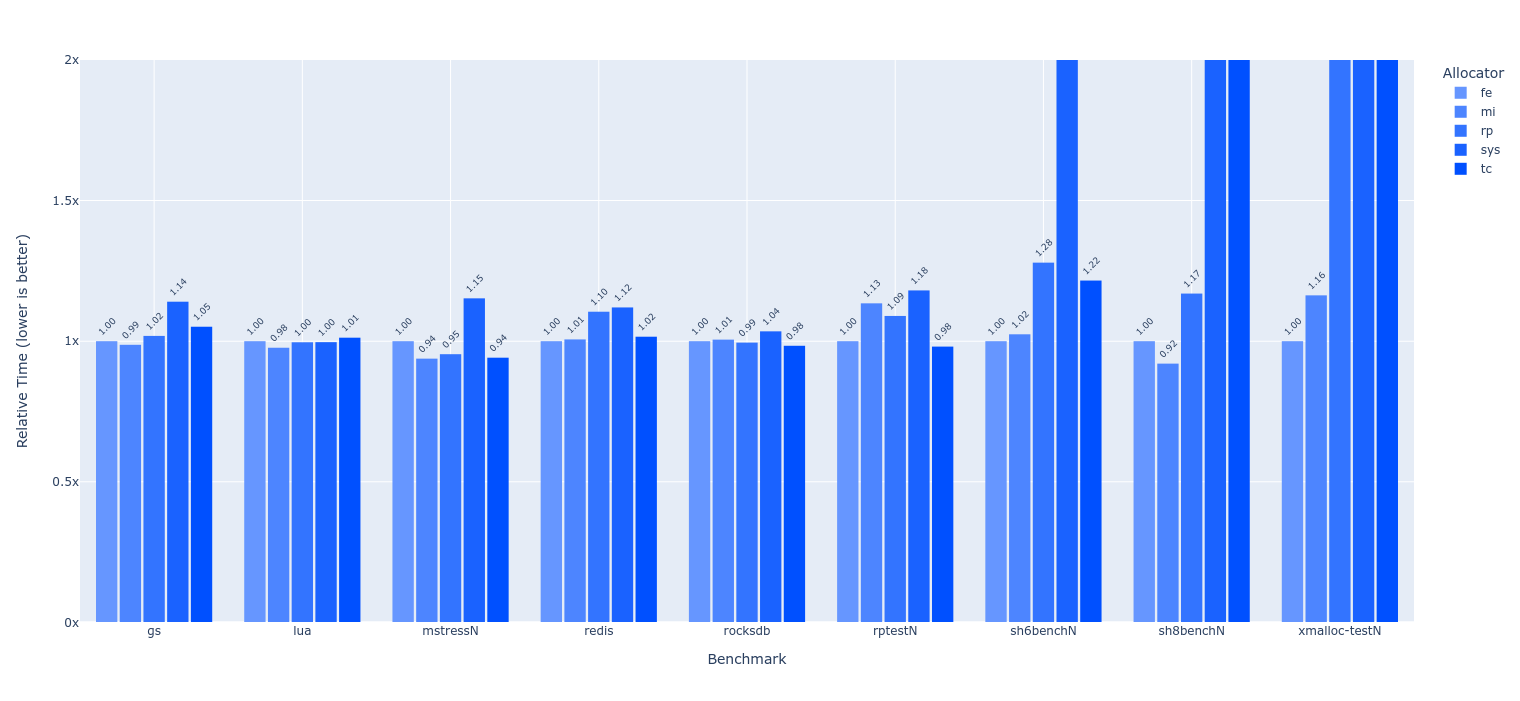 2x
1.5x
1x
0.5x
0x
Relative Time (lower is better)
1.00
0.99
1.02
1.14
1.05
1.00
0.98
1.00
1.00
1.01
1.00
0.94
0.95
1.15
0.94
1.00
1.01
1.10
1.12
1.02
1.00
1.01
0.99
1.04
0.98
1.00
1.13
1.09
1.18
0.98
1.00
1.02
1.28
1.22
1.00
0.92
1.17
1.00
1.16
gs
lua
mstressN
redis
rocksdb
rptestN
sh6benchN
sh8benchN
xmalloc-testN
Benchmark
Allocator
fe
mi
rp
sys
tc